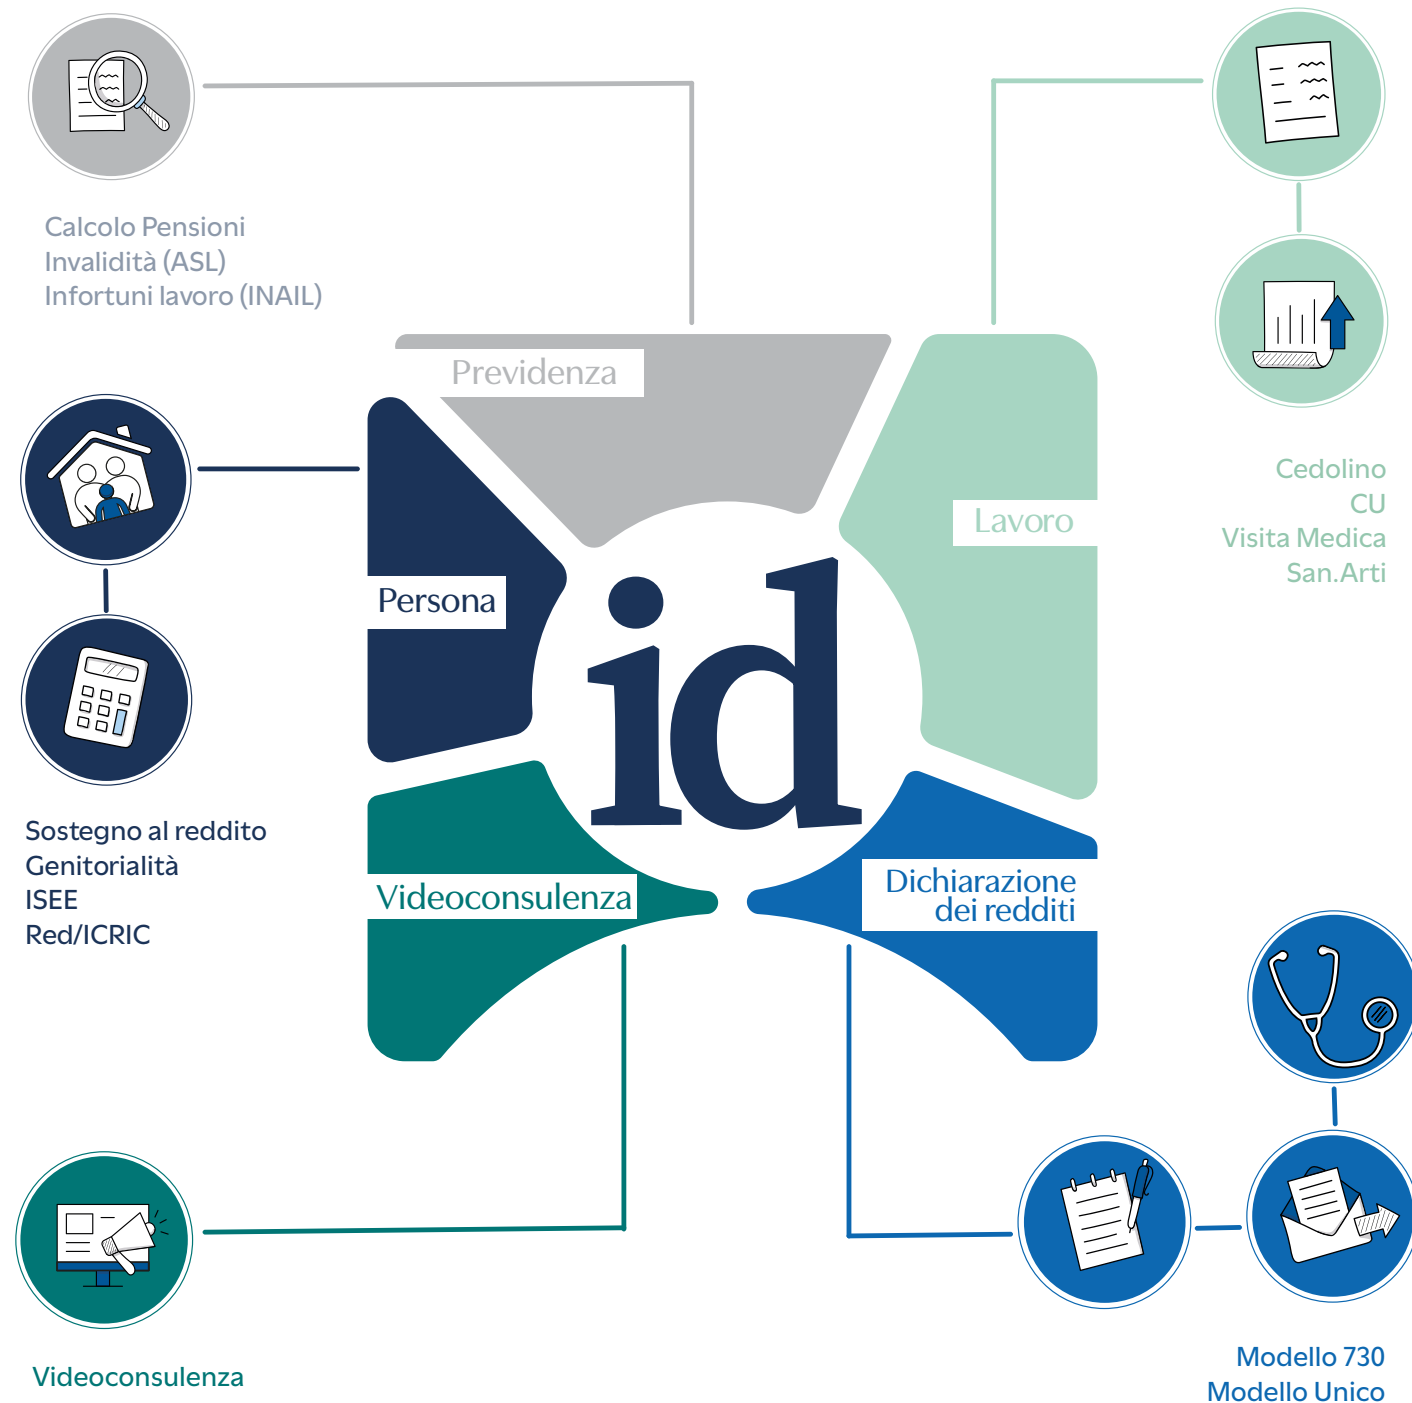 Calcolo Pensioni
Invalidità (ASL)
Infortuni lavoro (INAIL)
Previdenza
Cedolino
CU
Visita Medica
San.Arti
Lavoro
Persona
id
Sostegno al reddito
Genitorialità
ISEE
Red/ICRIC
Videoconsulenza
Dichiarazione
dei redditi
Videoconsulenza
Modello 730
Modello Unico